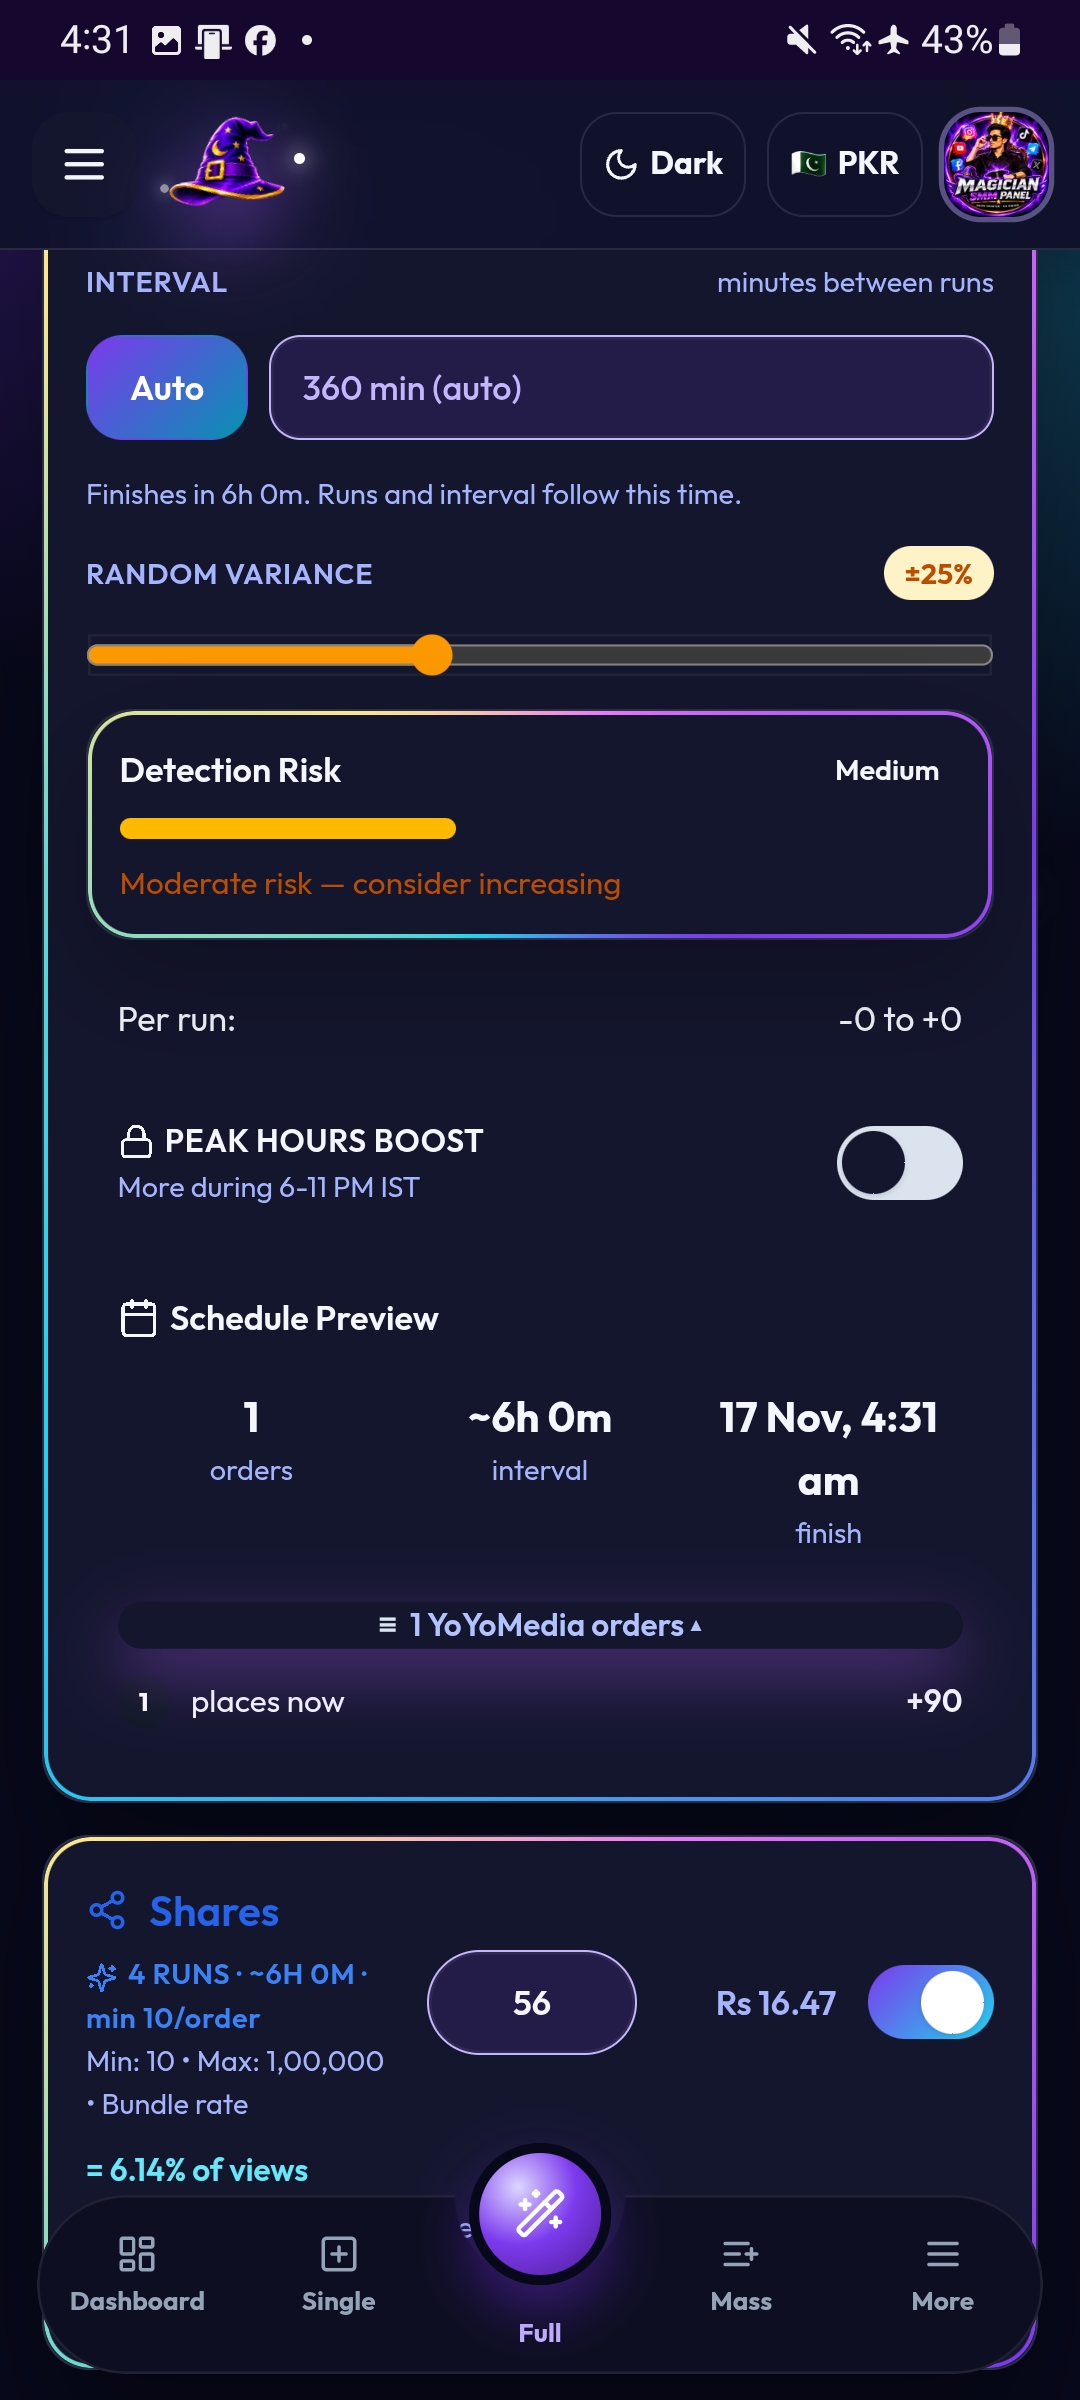 4:31
43%
Dark
PKR
MAGICIAN
SMM PANEL
INTERVAL
minutes between runs
Auto
360 min (auto)
Finishes in 6h 0m. Runs and interval follow this time.
RANDOM VARIANCE
±25%
Detection Risk
Medium
Moderate risk — consider increasing
Per run:
-0 to +0
PEAK HOURS BOOST
More during 6-11 PM IST
Schedule Preview
1
orders
~6h 0m
interval
17 Nov, 4:31
am
finish
≡ 1 YoYoMedia orders ▴
1 places now
+90
Shares
4 RUNS · ~6H 0M ·
min 10/order
Min: 10 • Max: 1,00,000
• Bundle rate
56
Rs 16.47
= 6.14% of views
Dashboard
Single
Full
Mass
More